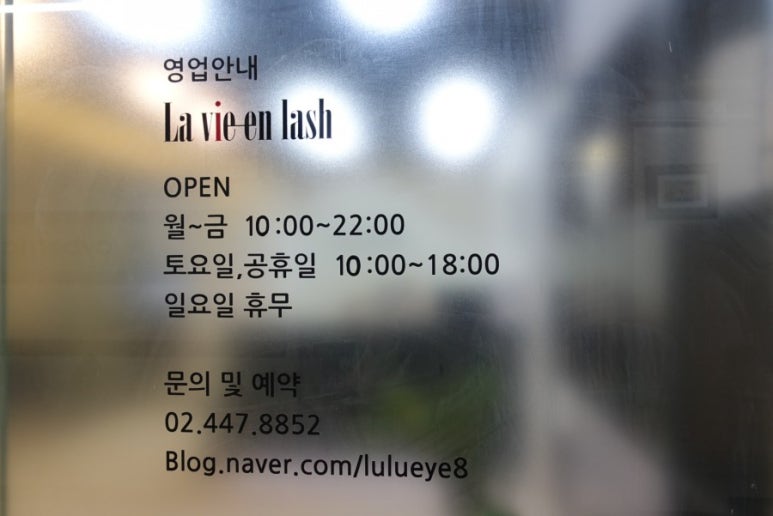 영업안내
La vie en lash
OPEN
월~금 10:00~22:00
토요일,공휴일 10:00~18:00
일요일 휴무
문의 및 예약
02.447.8852
Blog.naver.com/lulueye8